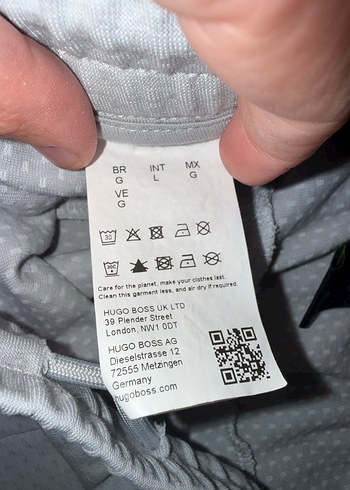 BR INT MX
G L G
VE
G
30
Care for the planet, make your clothes last.
Clean this garment less, and air dry if required.
HUGO BOSS UK LTD
39 Plender Street
London, NW1 0DT
HUGO BOSS AG
Dieselstrasse 12
72555 Metzingen
Germany
hugoboss.com